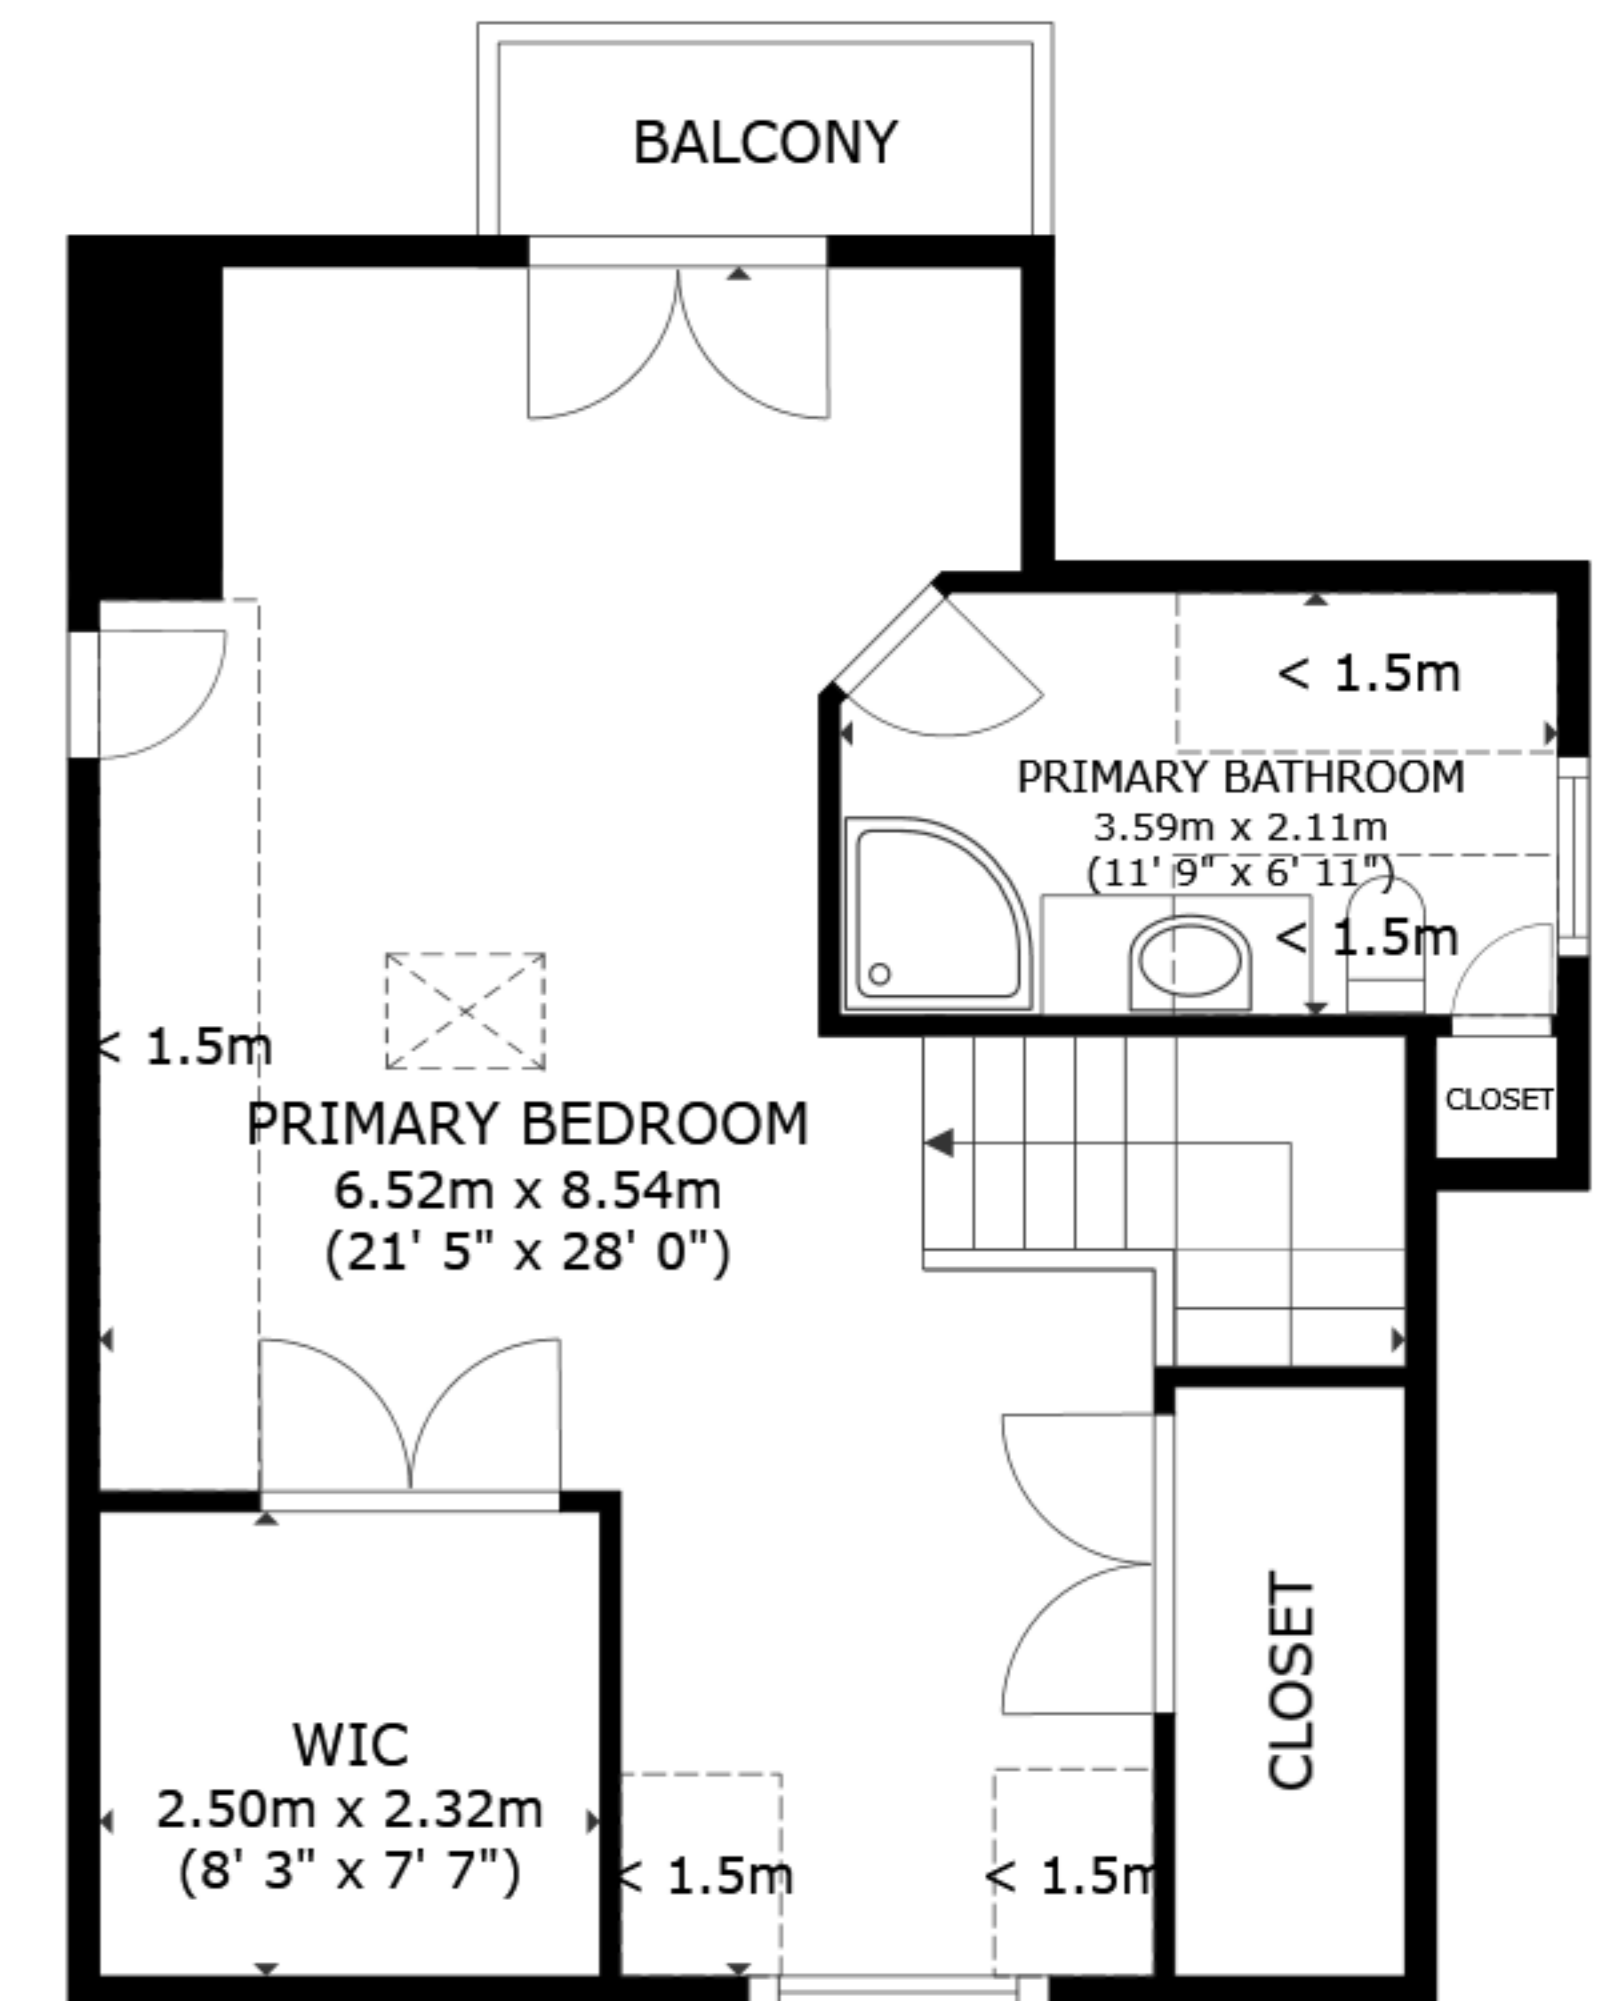 BALCONY
< 1.5m
PRIMARY BATHROOM
3.59m x 2.11m
(11' 9" x 6' 11")
< 1.5m
< 1.5m
CLOSET
PRIMARY BEDROOM
6.52m x 8.54m
(21' 5" x 28' 0")
CLOSET
WIC
2.50m x 2.32m
(8' 3" x 7' 7")
< 1.5m
< 1.5m